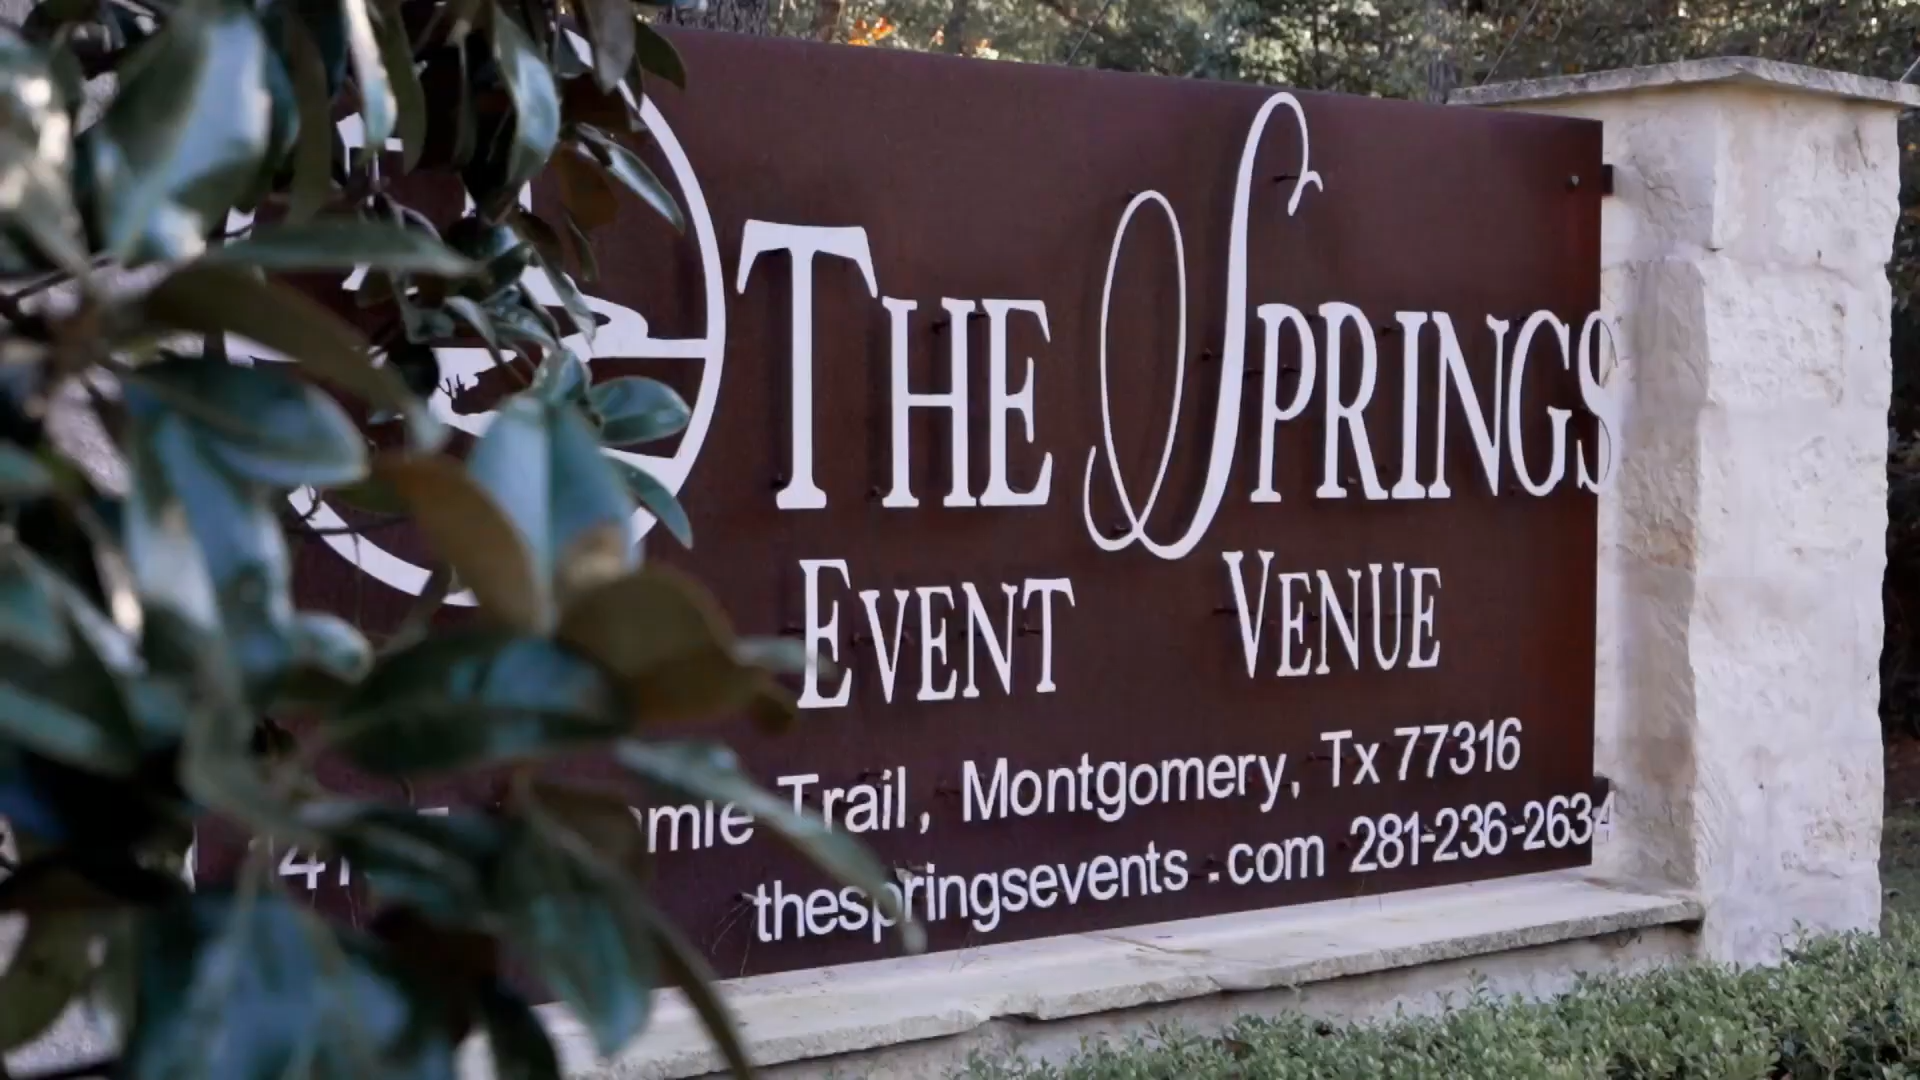 The Springs
Event Venue
Trail, Montgomery, Tx 77316
thespringsevents.com 281-236-2634